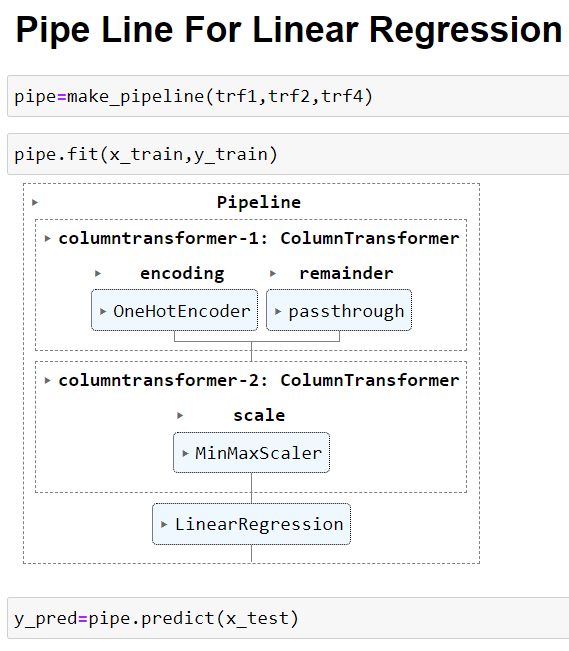 Pipe Line For Linear Regression
pipe=make_pipeline(trf1,trf2,trf4)
pipe.fit(x_train,y_train)
Pipeline
columntransformer-1: ColumnTransformer
encoding remainder
OneHotEncoder passthrough
columntransformer-2: ColumnTransformer
scale
MinMaxScaler
LinearRegression
y_pred=pipe.predict(x_test)